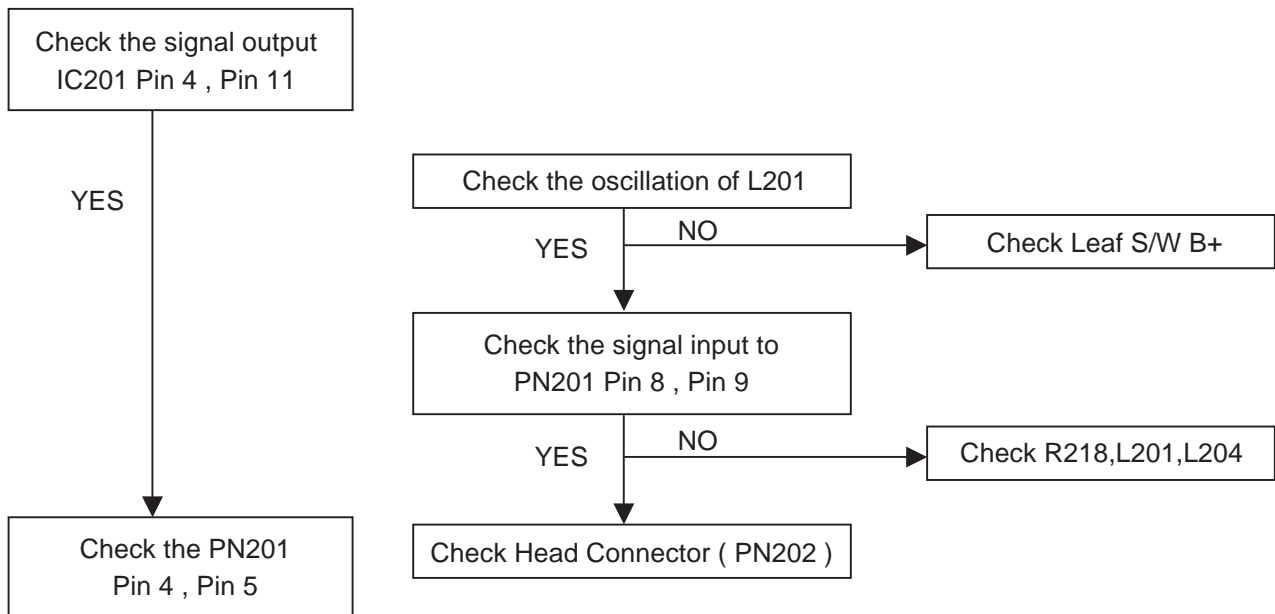 Check the signal output
IC201 Pin 4 , Pin 11
YES
Check the PN201
Pin 4 , Pin 5
Check the oscillation of L201
YES
NO
Check Leaf S/W B+
Check the signal input to
PN201 Pin 8 , Pin 9
YES
NO
Check R218,L201,L204
Check Head Connector ( PN202 )